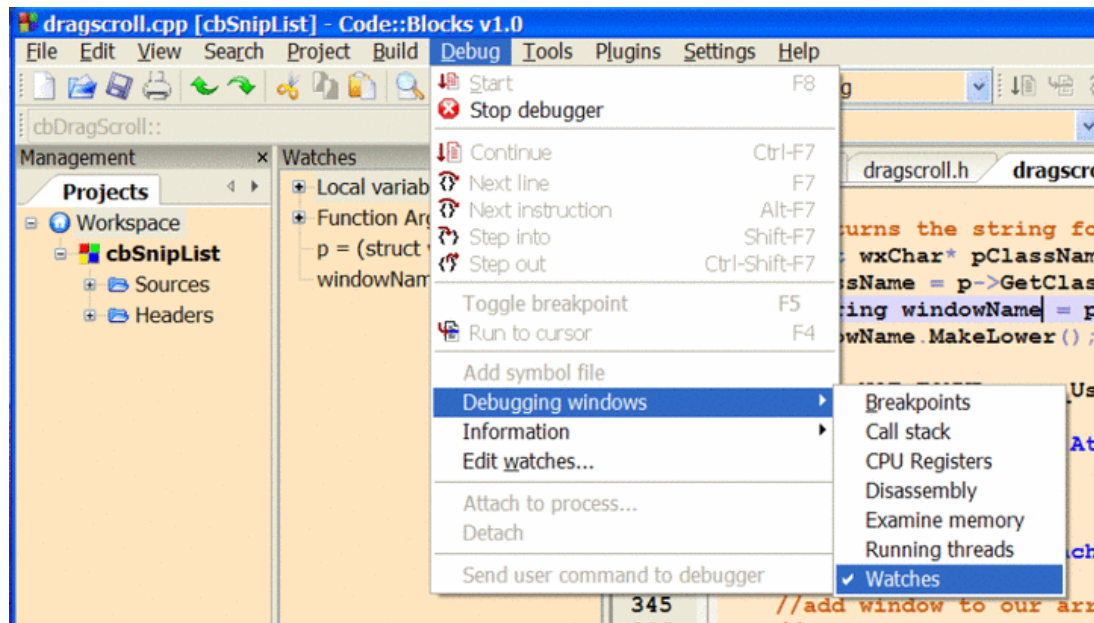 dragscroll.cpp [cbSnipList] - Code::Blocks v1.0
File Edit View Search Project Build Debug Tools Plugins Settings Help
cbDragScroll::
Management × Watches
Projects
Workspace
cbSnipList
Sources
Headers
Local variab
Function Arg
p = (struct
windowNam
Start F8
Stop debugger
Continue Ctrl-F7
Next line F7
Next instruction Alt-F7
Step into Shift-F7
Step out Ctrl-Shift-F7
Toggle breakpoint F5
Run to cursor F4
Add symbol file
Debugging windows
Information
Edit watches...
Attach to process...
Detach
Send user command to debugger
Breakpoints
Call stack
CPU Registers
Disassembly
Examine memory
Running threads
Watches
g
dragscroll.h dragscro
urns the string fo
wxChar* pClassNam
sName = p->GetClas
ing windowName = p
wName.MakeLower();
_Us
At
ch
345 //add window to our arr